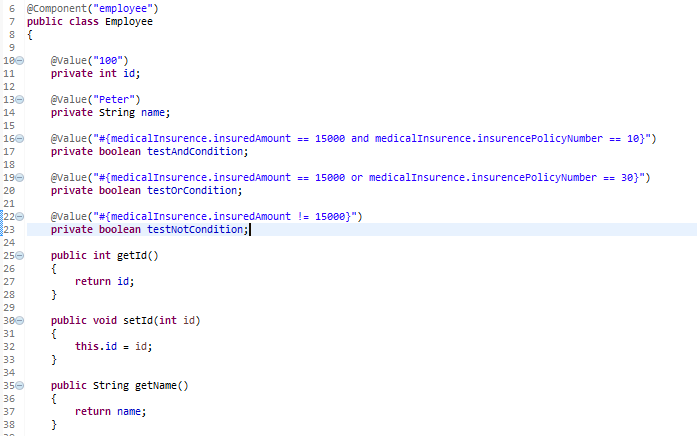 6 @Component("employee")
7 public class Employee
8 {
9
10 @Value("100")
11 private int id;
12
13 @Value("Peter")
14 private String name;
15
16 @Value("#{medicalInsurence.insuredAmount == 15000 and medicalInsurence.insurencePolicyNumber == 10}")
17 private boolean testAndCondition;
18
19 @Value("#{medicalInsurence.insuredAmount == 15000 or medicalInsurence.insurencePolicyNumber == 30}")
20 private boolean testOrCondition;
21
22 @Value("#{medicalInsurence.insuredAmount != 15000}")
23 private boolean testNotCondition;
24
25 public int getId()
26 {
27 return id;
28 }
29
30 public void setId(int id)
31 {
32 this.id = id;
33 }
34
35 public String getName()
36 {
37 return name;
38 }